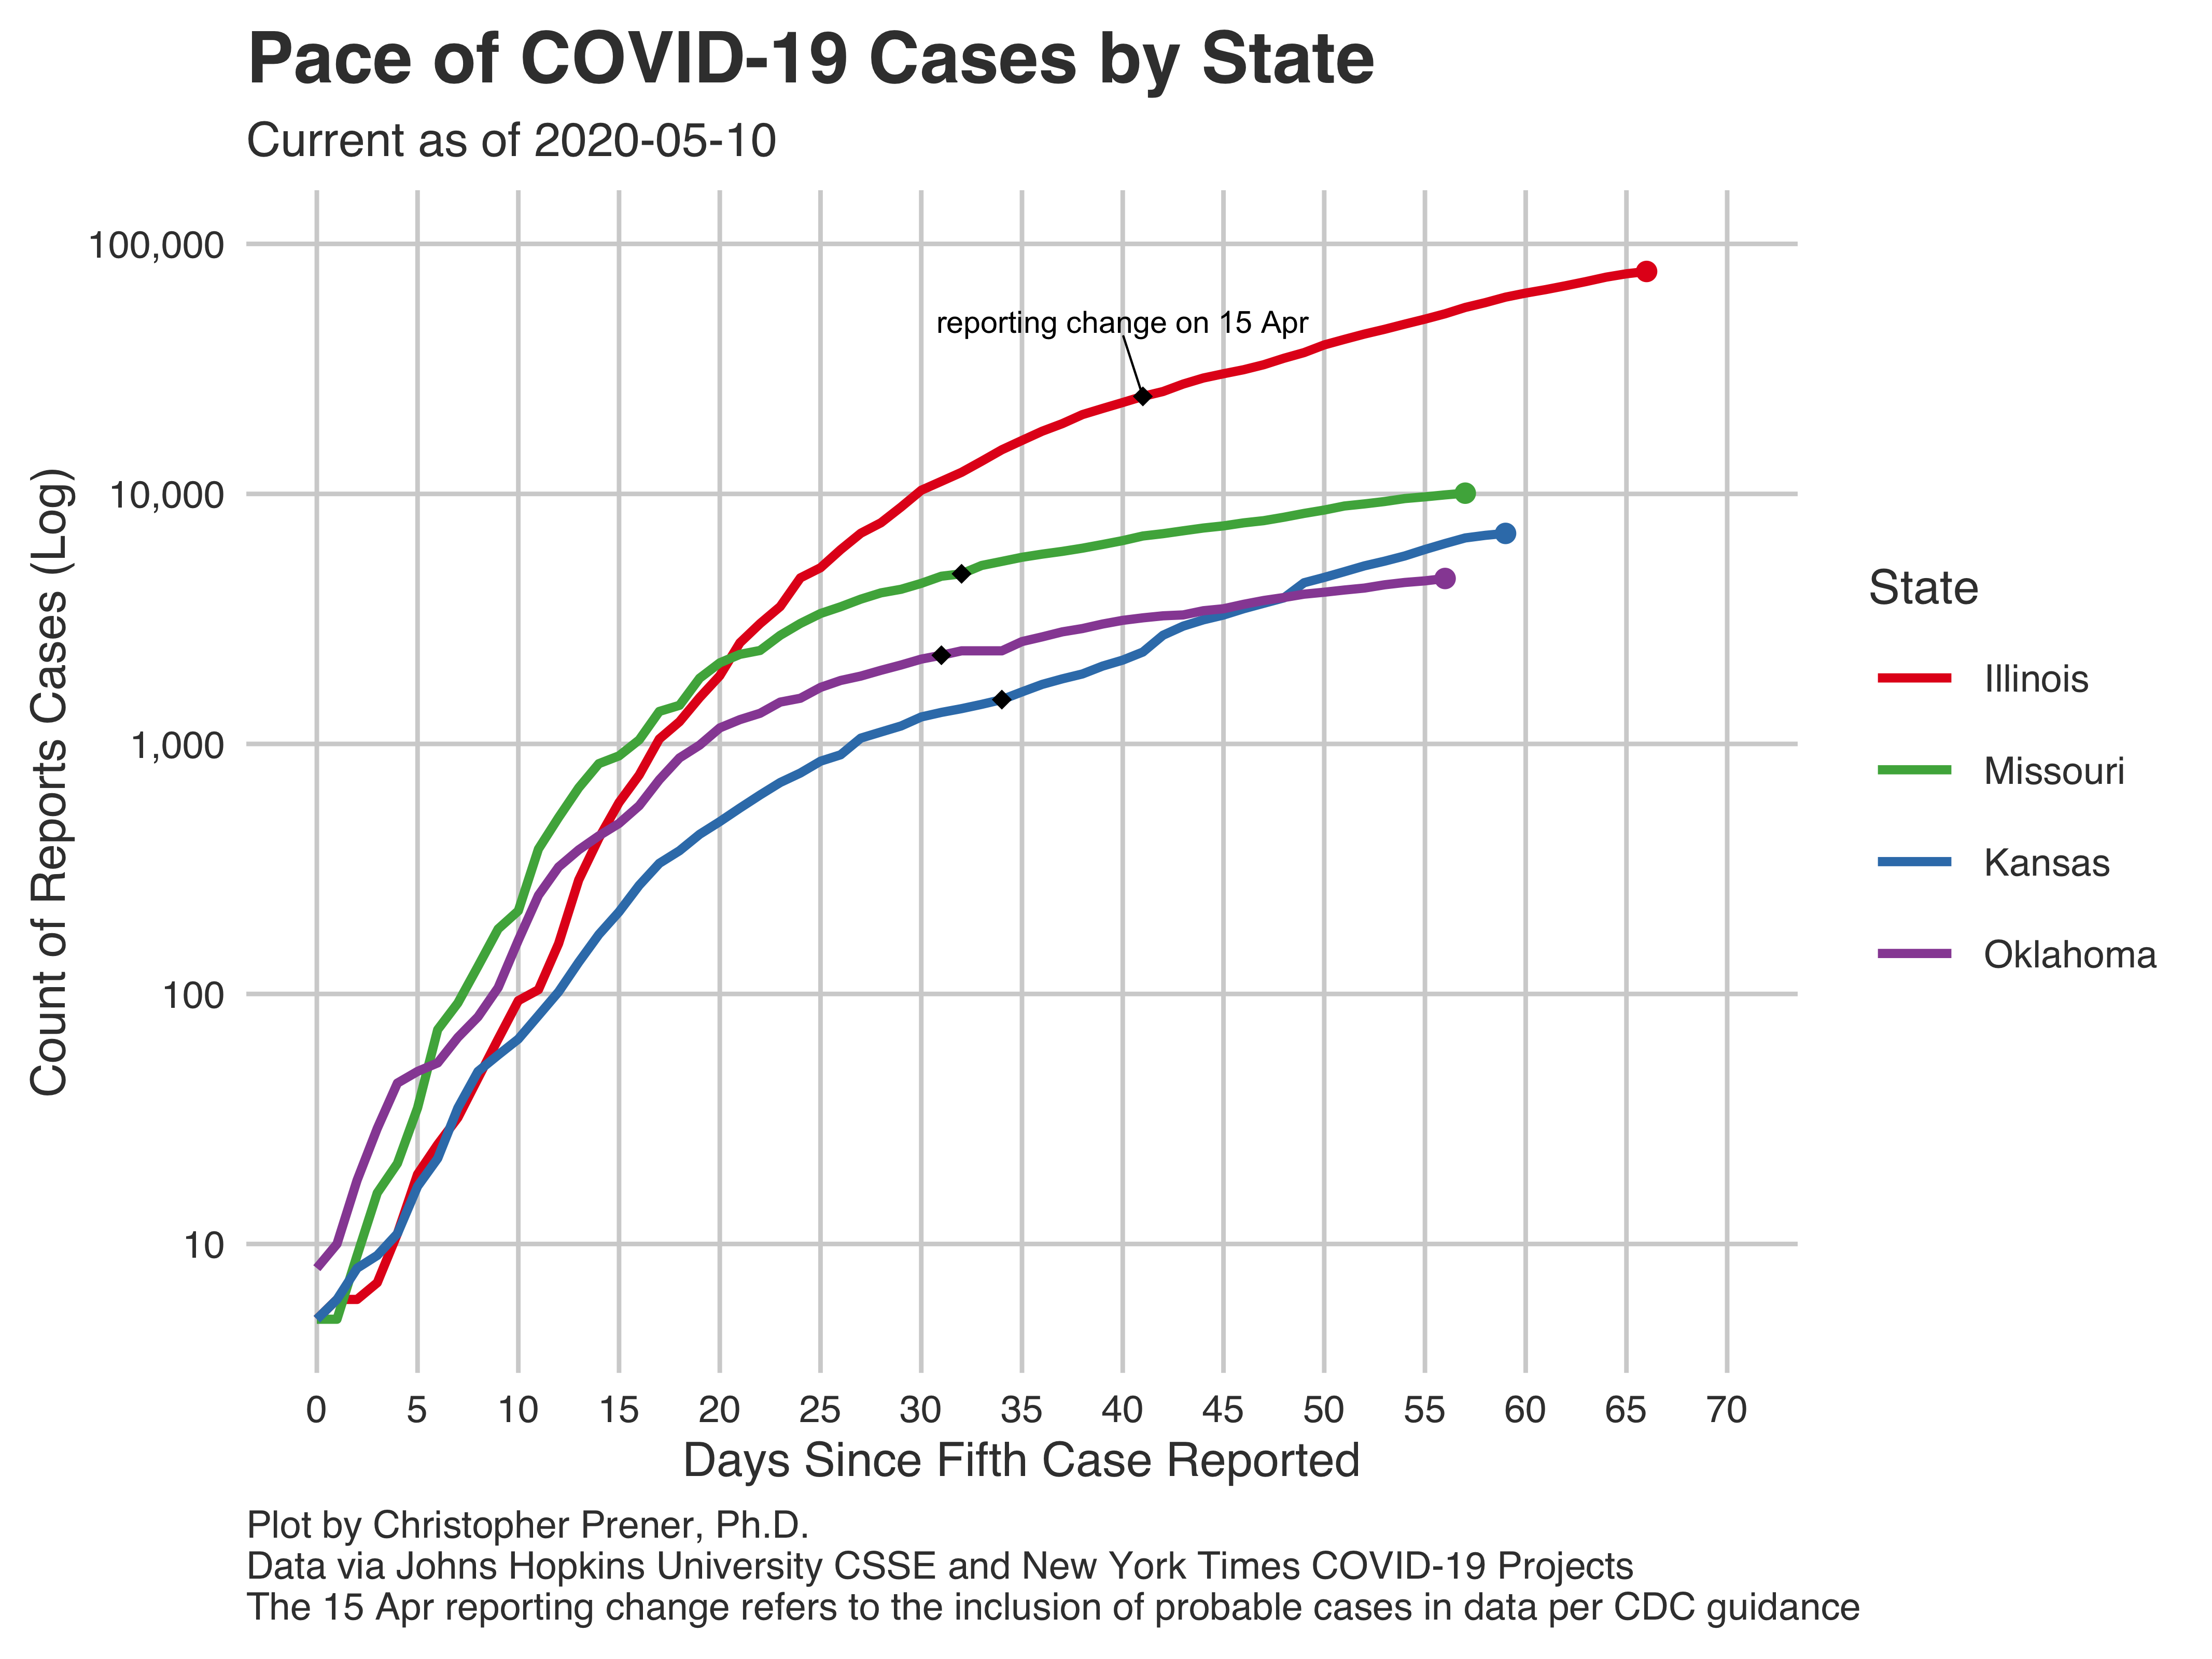 Pace of COVID-19 Cases by State
Current as of 2020-05-10
Count of Reports Cases (Log)
100,000
10,000
1,000
100
10
reporting change on 15 Apr
0 5 10 15 20 25 30 35 40 45 50 55 60 65 70
Days Since Fifth Case Reported
State
Illinois
Missouri
Kansas
Oklahoma
Plot by Christopher Prener, Ph.D.
Data via Johns Hopkins University CSSE and New York Times COVID-19 Projects
The 15 Apr reporting change refers to the inclusion of probable cases in data per CDC guidance